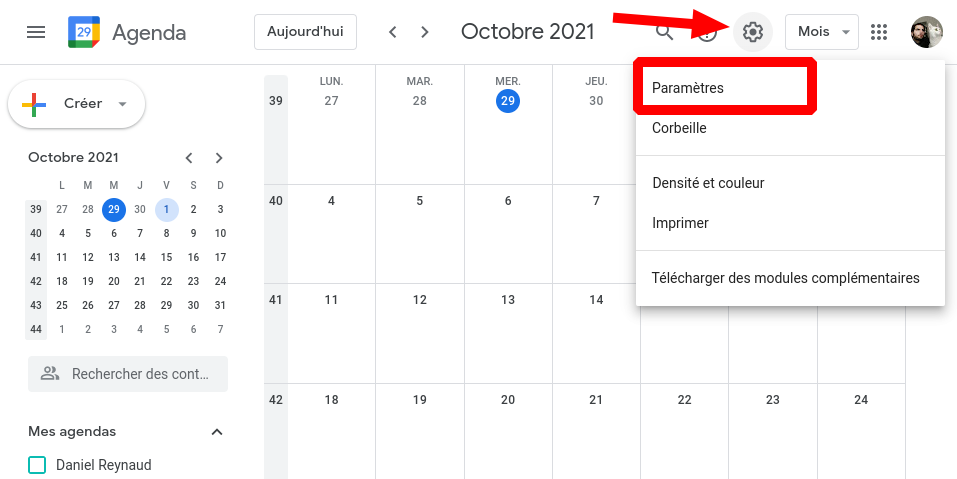 29 Agenda Aujourd'hui Octobre 2021 Mois
Paramètres
Corbeille
Densité et couleur
Imprimer
Télécharger des modules complémentaires
Créer
Octobre 2021
L M M J V S D
39 27 28 29 30 1 2 3
40 4 5 6 7 8 9 10
41 11 12 13 14 15 16 17
42 18 19 20 21 22 23 24
43 25 26 27 28 29 30 31
44 1 2 3 4 5 6 7
Rechercher des cont...
Mes agendas
Daniel Reynaud
LUN. MAR. MER. JEU.
39 27 28 29 30
40 4 5 6 7
41 11 12 13 14
42 18 19 20 21 22 23 24